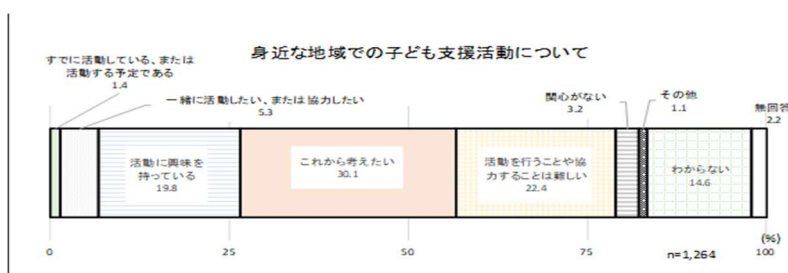 身近な地域での子ども支援活動について
すでに活動している、または
活動する予定である
1.4
一緒に活動したい、または協力したい
5.3
関心がない
3.2
その他
1.1
無回答
2.2
活動に興味を
持っている
19.8
これから考えたい
30.1
活動を行うことや協
力することは難しい
22.4
わからない
14.6
0
25
50
75
100
(%)
n=1,264